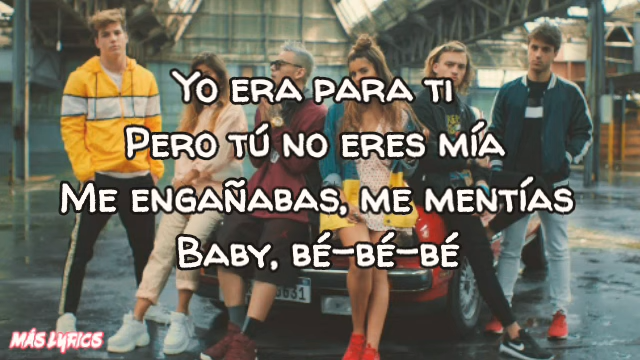 Yo era para ti
Pero tú no eres mía
Me engañabas, me mentías
Baby, bé-bé-bé
MÁS LYRICS